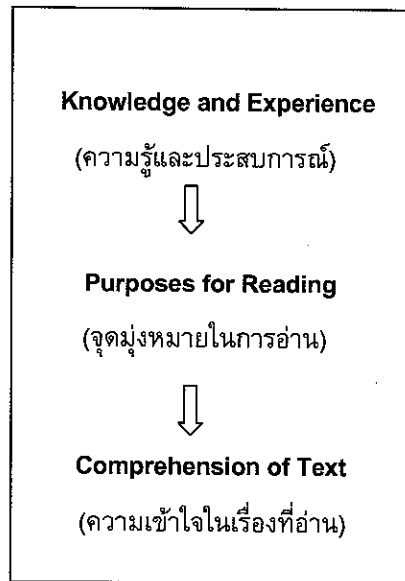 Knowledge and Experience
(ความรู้และประสบการณ์)
Purposes for Reading
(จุดมุ่งหมายในการอ่าน)
Comprehension of Text
(ความเข้าใจในเรื่องที่อ่าน)